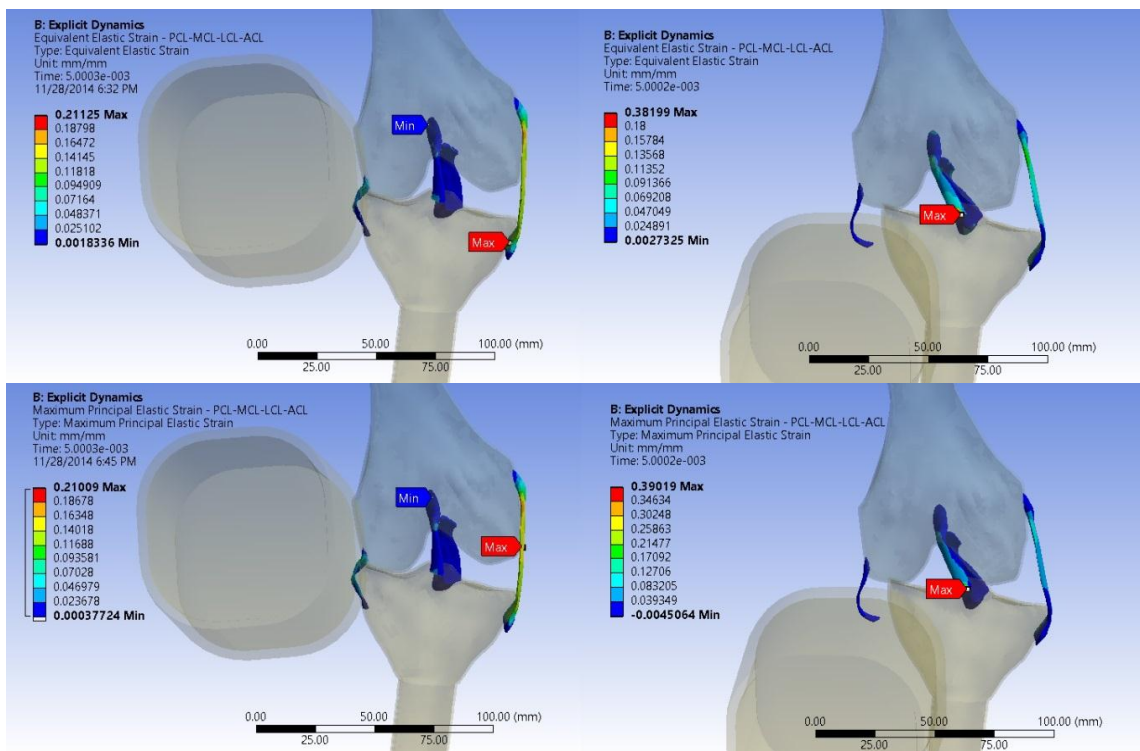 B: Explicit Dynamics
Equivalent Elastic Strain - PCL-MCL-LCL-ACL
Type: Equivalent Elastic Strain
Unit: mm/mm
Time: 5.0003e-003
11/28/2014 6:32 PM
0.21125 Max
0.18798
0.16472
0.14145
0.11818
0.094909
0.07164
0.048371
0.025102
0.0018336 Min
Min
Max
0.00 50.00 100.00 (mm)
25.00 75.00
B: Explicit Dynamics
Equivalent Elastic Strain - PCL-MCL-LCL-ACL
Type: Equivalent Elastic Strain
Unit: mm/mm
Time: 5.0002e-003
0.38199 Max
0.18
0.15784
0.13568
0.11352
0.091366
0.069208
0.047049
0.024891
0.0027325 Min
Max
0.00 50.00 100.00 (mm)
25.00 75.00
B: Explicit Dynamics
Maximum Principal Elastic Strain - PCL-MCL-LCL-ACL
Type: Maximum Principal Elastic Strain
Unit: mm/mm
Time: 5.0003e-003
11/28/2014 6:45 PM
0.21009 Max
0.18678
0.16348
0.14018
0.11688
0.093581
0.07028
0.046979
0.023678
0.00037724 Min
Min
Max
0.00 50.00 100.00 (mm)
25.00 75.00
B: Explicit Dynamics
Maximum Principal Elastic Strain - PCL-MCL-LCL-ACL
Type: Maximum Principal Elastic Strain
Unit: mm/mm
Time: 5.0002e-003
0.39019 Max
0.34634
0.30248
0.25863
0.21477
0.17092
0.12706
0.083205
0.039349
-0.0045064 Min
Max
0.00 50.00 100.00 (mm)
25.00 75.00